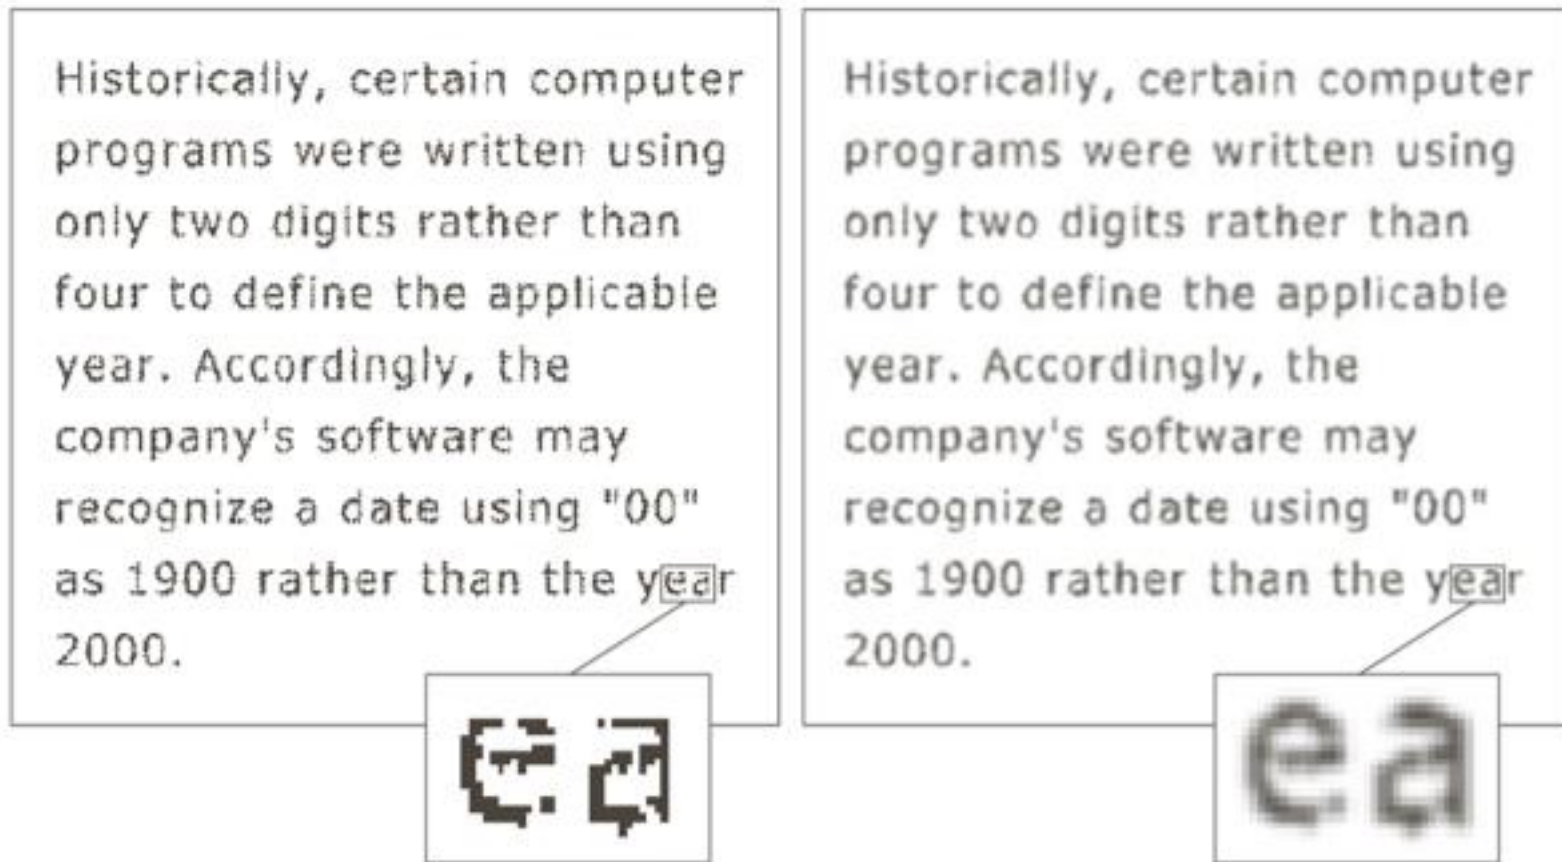 Historically, certain computer
programs were written using
only two digits rather than
four to define the applicable
year. Accordingly, the
company's software may
recognize a date using "00"
as 1900 rather than the year
2000.
ea
Historically, certain computer
programs were written using
only two digits rather than
four to define the applicable
year. Accordingly, the
company's software may
recognize a date using "00"
as 1900 rather than the year
2000.
ea